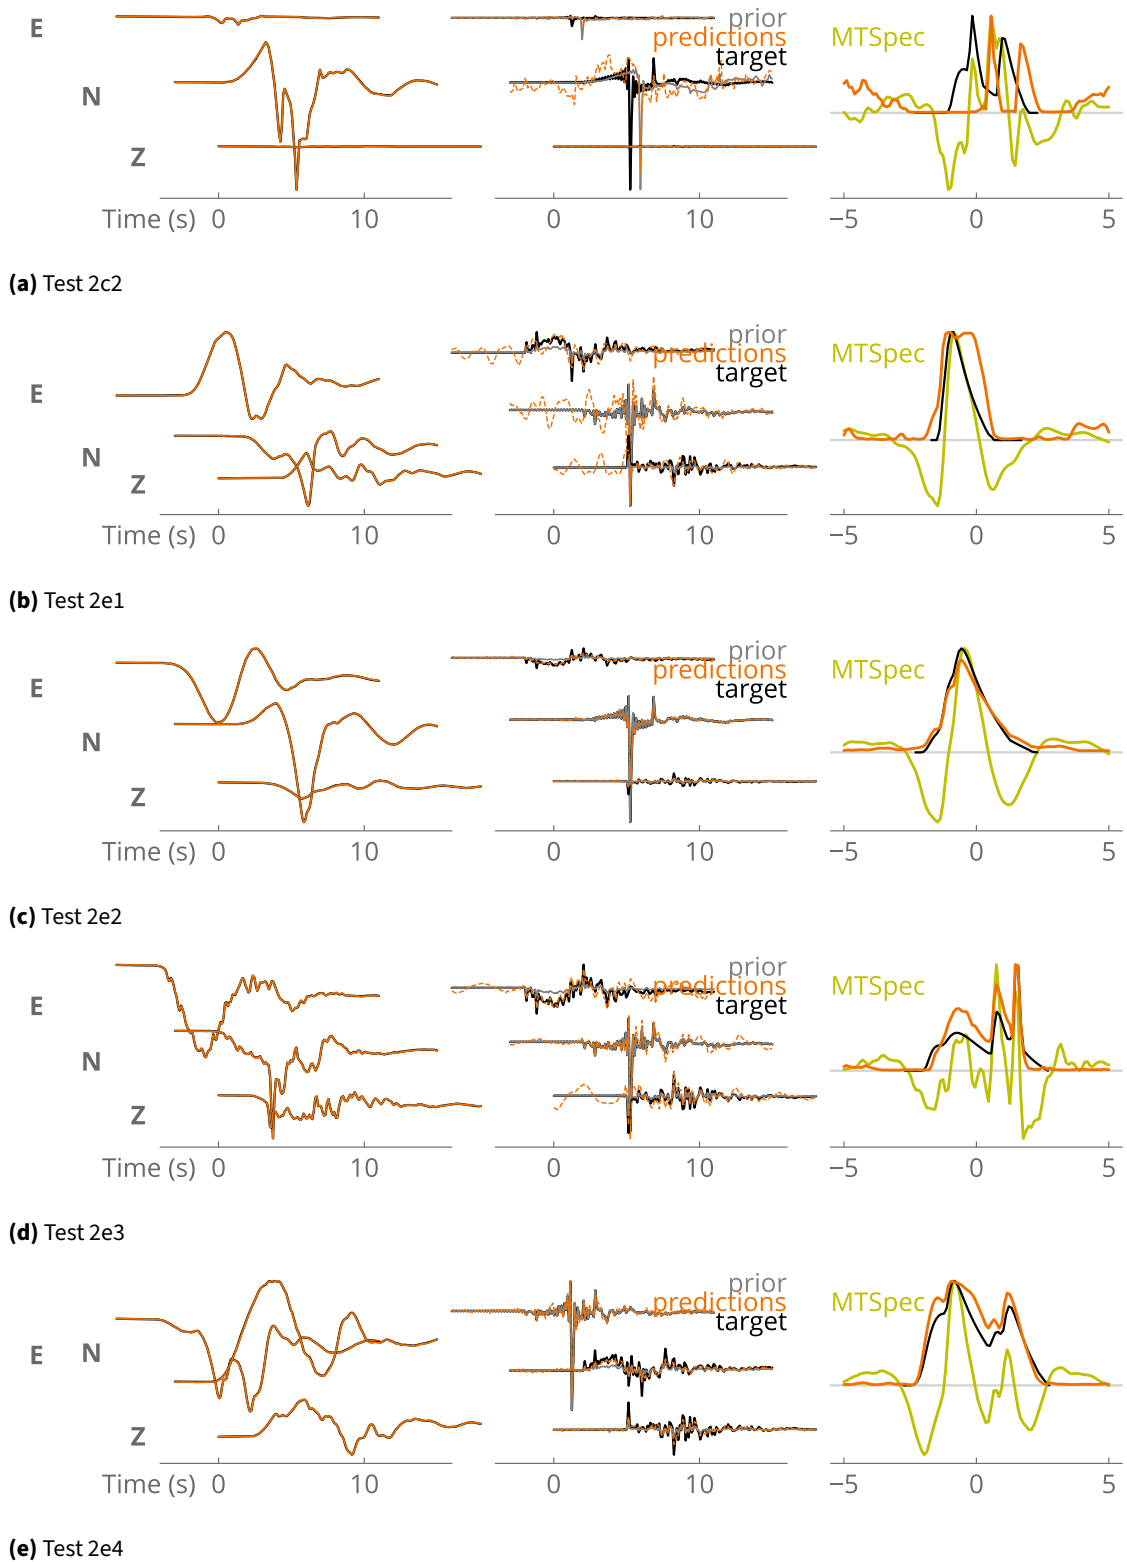 E
N
Z
prior
predictions
target
MTSpec
Time (s) 0 10
0 10
−5 0 5
(a) Test 2c2
E
N
Z
prior
predictions
target
MTSpec
Time (s) 0 10
0 10
−5 0 5
(b) Test 2e1
E
N
Z
prior
predictions
target
MTSpec
Time (s) 0 10
0 10
−5 0 5
(c) Test 2e2
E
N
Z
prior
predictions
target
MTSpec
Time (s) 0 10
0 10
−5 0 5
(d) Test 2e3
E N
Z
prior
predictions
target
MTSpec
Time (s) 0 10
0 10
−5 0 5
(e) Test 2e4